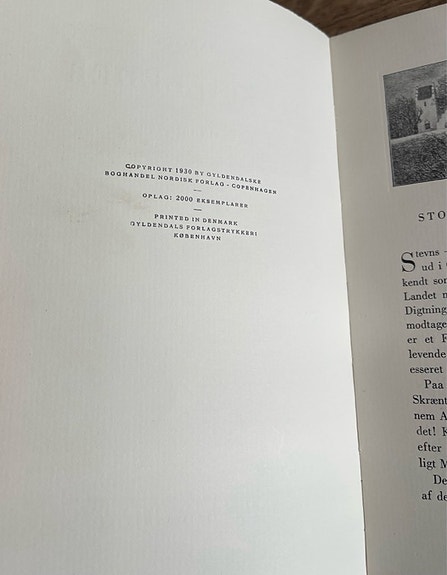 COPYRIGHT 1930 BY GYLDENDALSKE
BOGHANDEL NORDISK FORLAG - COPENHAGEN
OPLAG: 2000 EKSEMPLARER
PRINTED IN DENMARK
GYLDENDALS FORLAGSTRYKKERI
KØBENHAVN
STO
Stevns
ud i
kendt
Landet
Digtning
modtage
er et F
levende
esseret
Paa
Skrænt
nem A
det! K
efter
ligt M
De
af de